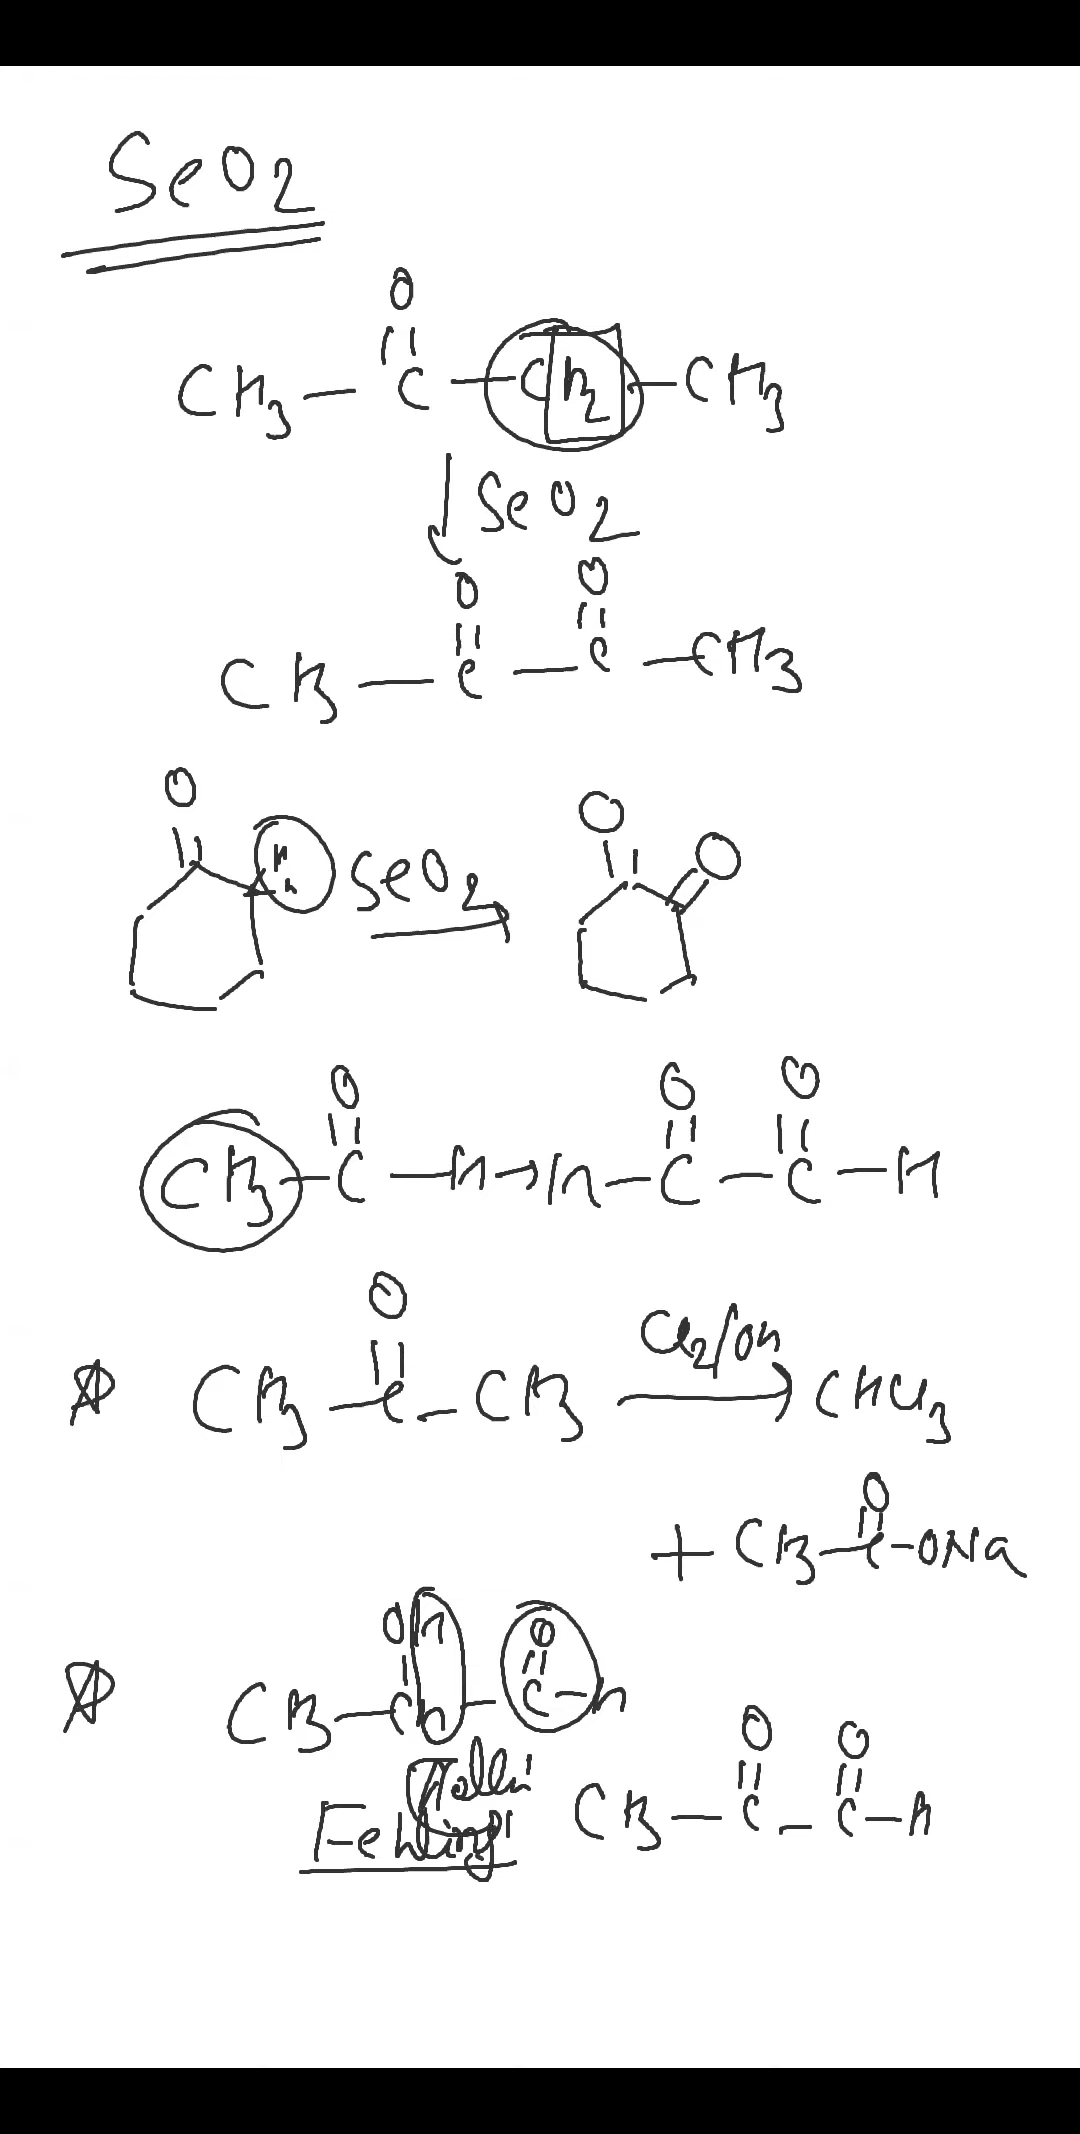 SeO2
O
CH3 — C — CH2 — CH3
SeO2
O O
CH3 — C — C — CH3
O O O
H
H SeO2
O O O
CH3 — C — H → H — C — C — H
O
CH3 — C — CH3 Cl2/OH CHCl3
O
+ CH3 — C — ONa
OH O
CH3 — CH — C — H
O O
Tollen'
CH3 — C — C — H
Fehling'